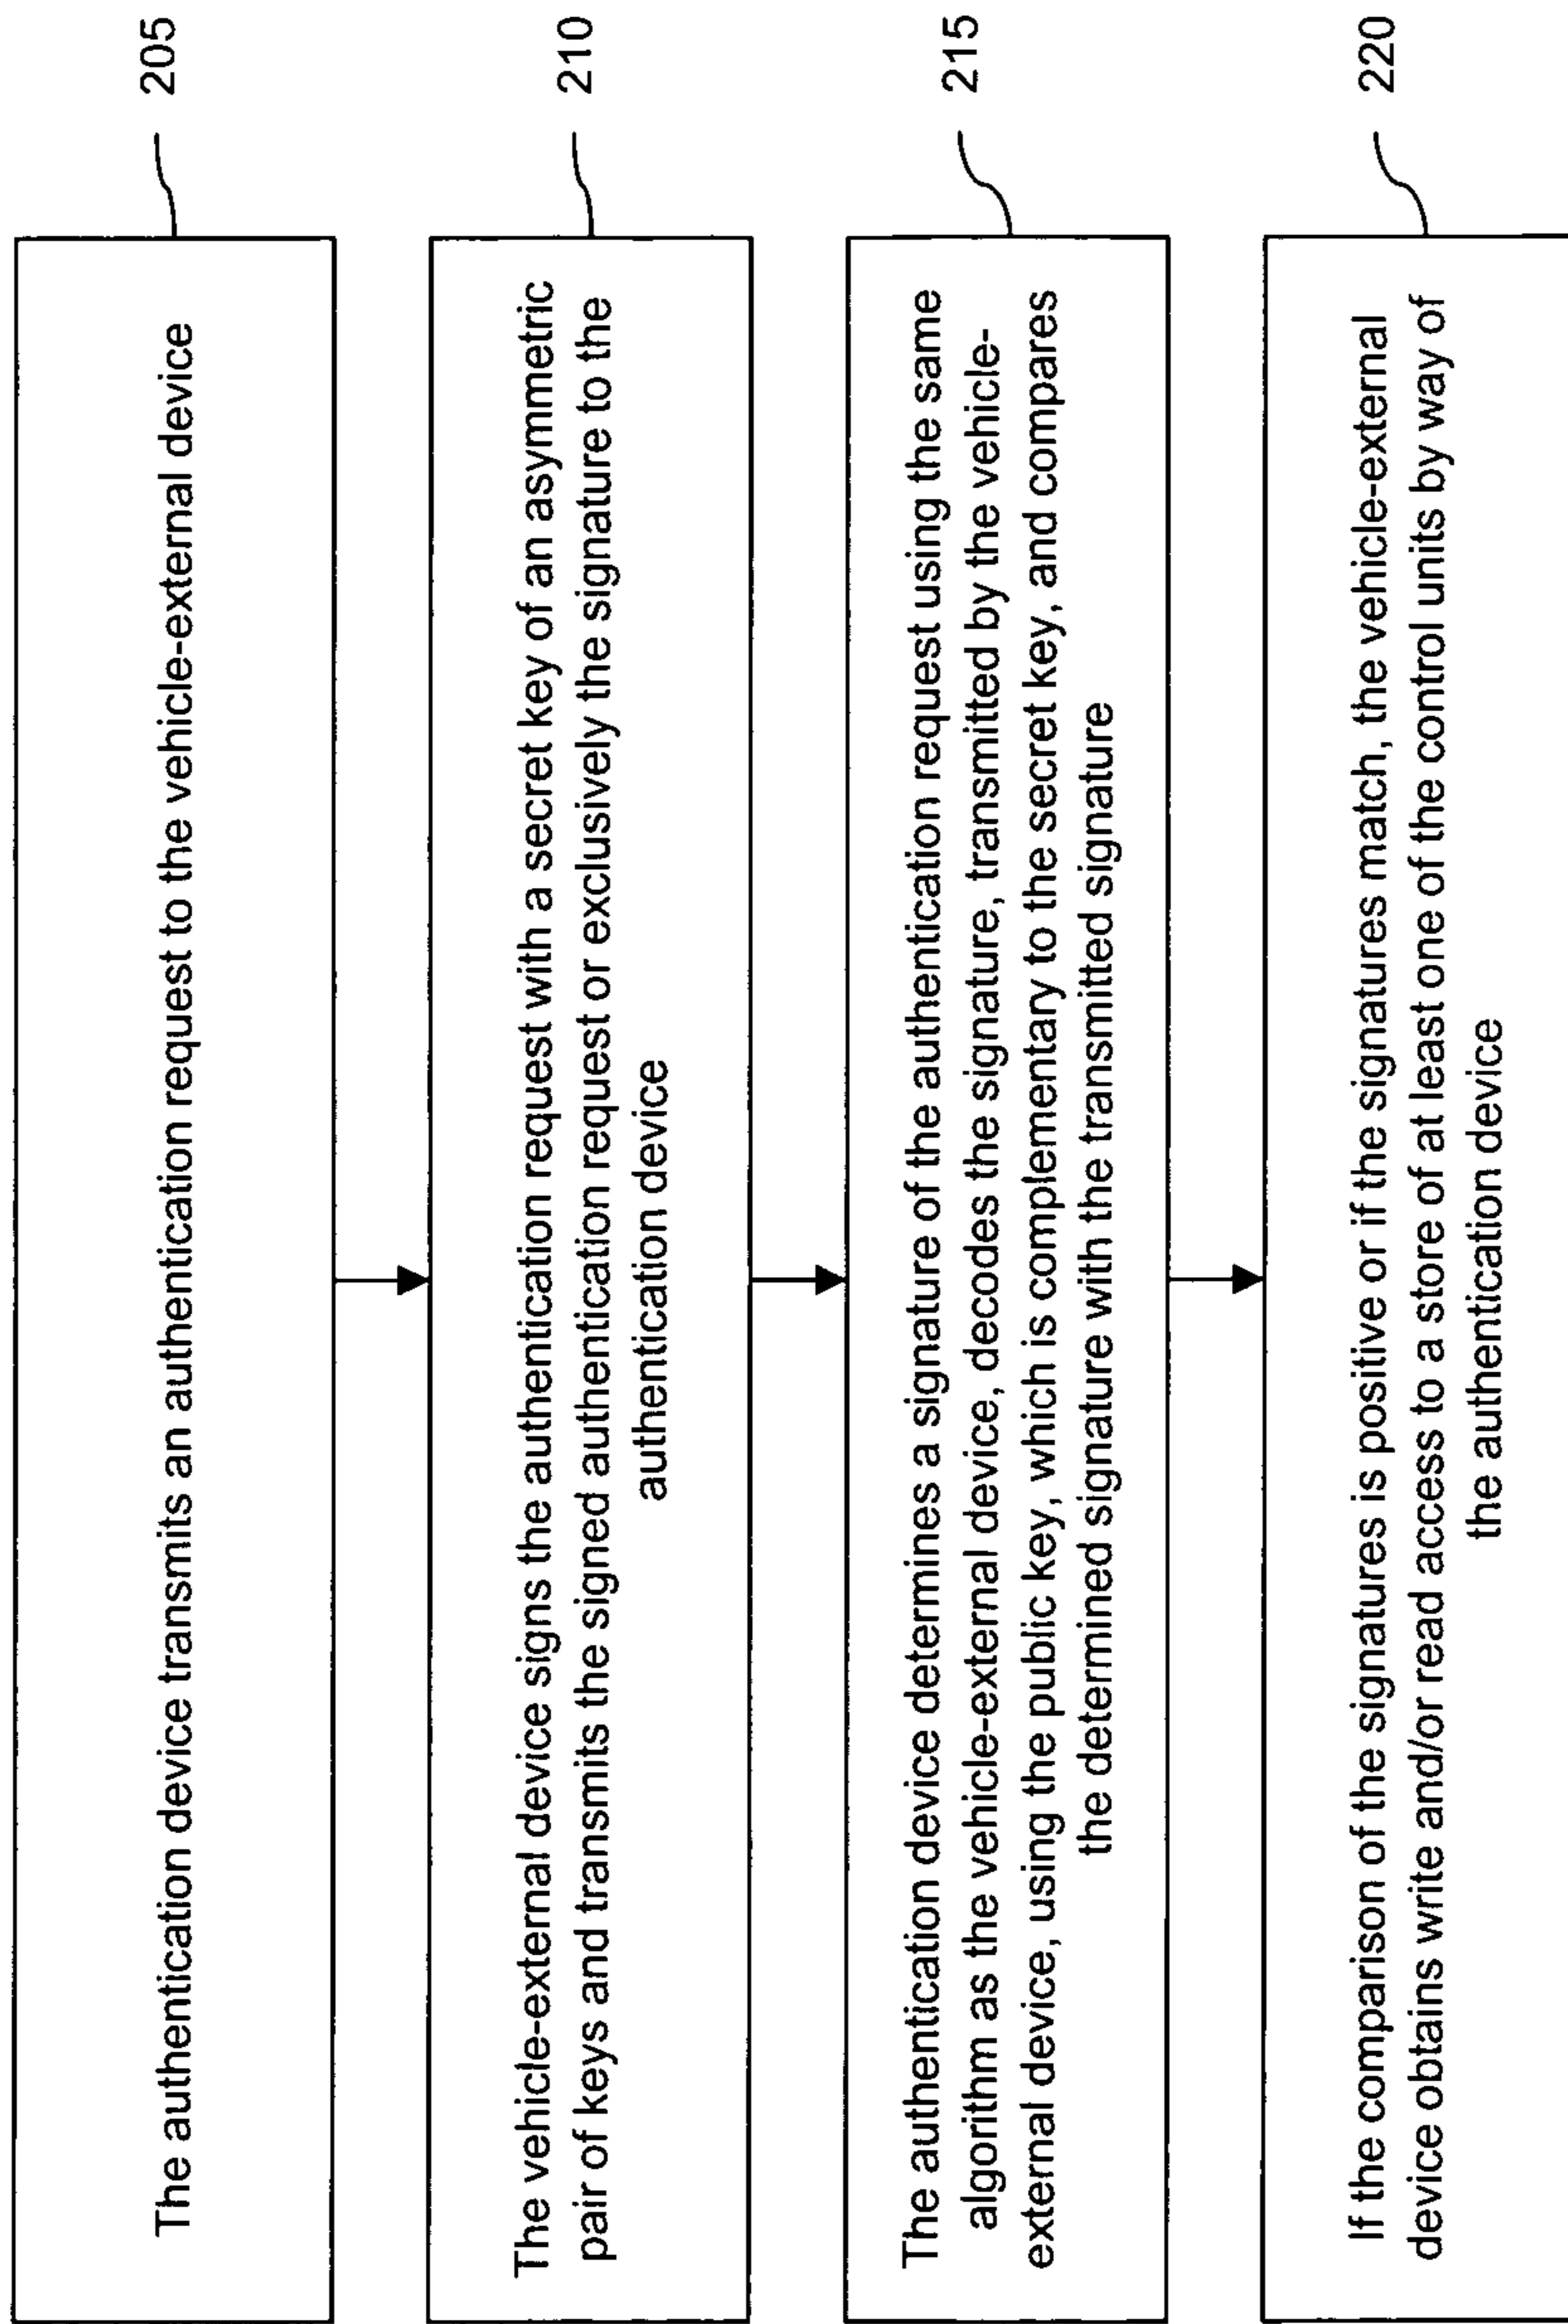 The authentication device transmits an authentication request to the vehicle-external device
205
The vehicle-external device signs the authentication request with a secret key of an asymmetric
pair of keys and transmits the signed authentication request or exclusively the signature to the
authentication device
210
The authentication device determines a signature of the authentication request using the same
algorithm as the vehicle-external device, decodes the signature, transmitted by the vehicle-
external device, using the public key, which is complementary to the secret key, and compares
the determined signature with the transmitted signature
215
If the comparison of the signatures is positive or if the signatures match, the vehicle-external
device obtains write and/or read access to a store of at least one of the control units by way of
the authentication device
220